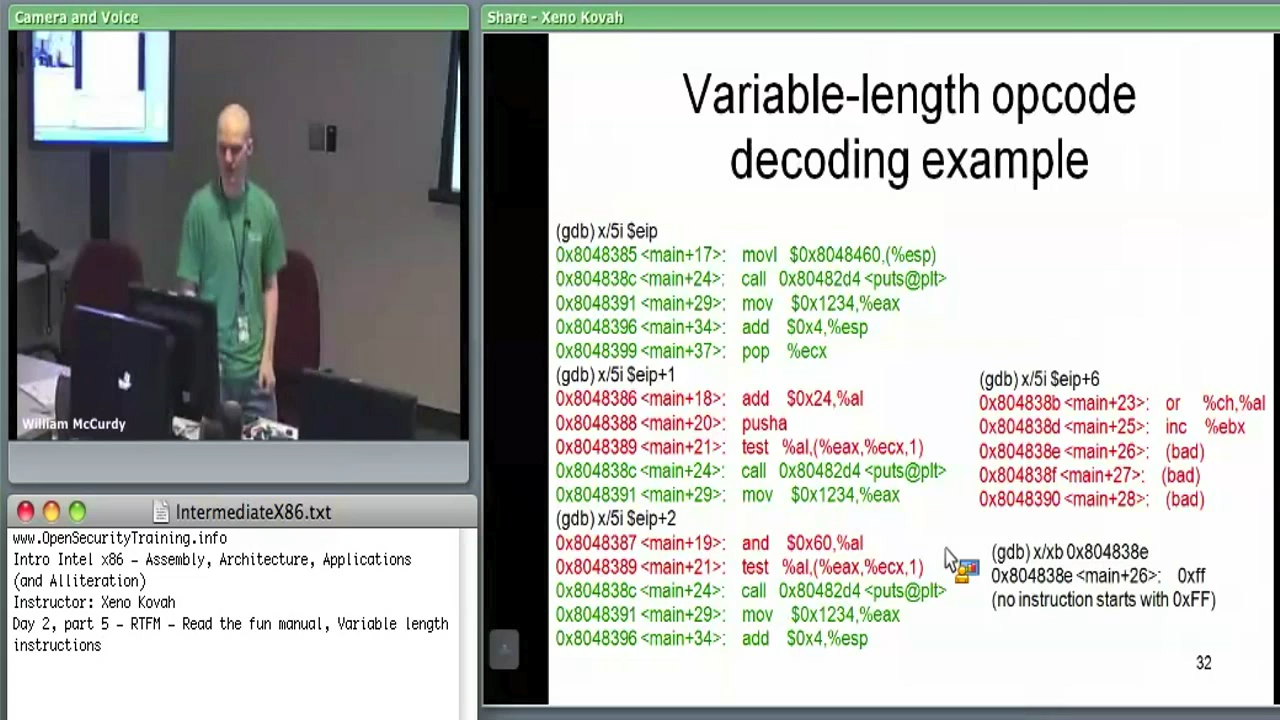 Camera and Voice
William McCurdy
IntermediateX86.txt
www.OpenSecurityTraining.info
Intro Intel x86 – Assembly, Architecture, Applications
(and Alliteration)
Instructor: Xeno Kovah
Day 2, part 5 – RTFM – Read the fun manual, Variable length
instructions
Share - Xeno Kovah
Variable-length opcode
decoding example
(gdb) x/5i $eip
0x8048385 <main+17>: movl $0x8048460,(%esp)
0x804838c <main+24>: call 0x80482d4 <puts@plt>
0x8048391 <main+29>: mov $0x1234,%eax
0x8048396 <main+34>: add $0x4,%esp
0x8048399 <main+37>: pop %ecx
(gdb) x/5i $eip+1
0x8048386 <main+18>: add $0x24,%al
0x8048388 <main+20>: pusha
0x8048389 <main+21>: test %al,(%eax,%ecx,1)
0x804838c <main+24>: call 0x80482d4 <puts@plt>
0x8048391 <main+29>: mov $0x1234,%eax
(gdb) x/5i $eip+2
0x8048387 <main+19>: and $0x60,%al
0x8048389 <main+21>: test %al,(%eax,%ecx,1)
0x804838c <main+24>: call 0x80482d4 <puts@plt>
0x8048391 <main+29>: mov $0x1234,%eax
0x8048396 <main+34>: add $0x4,%esp
(gdb) x/5i $eip+6
0x804838b <main+23>: or %ch,%al
0x804838d <main+25>: inc %ebx
0x804838e <main+26>: (bad)
0x804838f <main+27>: (bad)
0x8048390 <main+28>: (bad)
(gdb) x/xb 0x804838e
0x804838e <main+26>: 0xff
(no instruction starts with 0xFF)
32